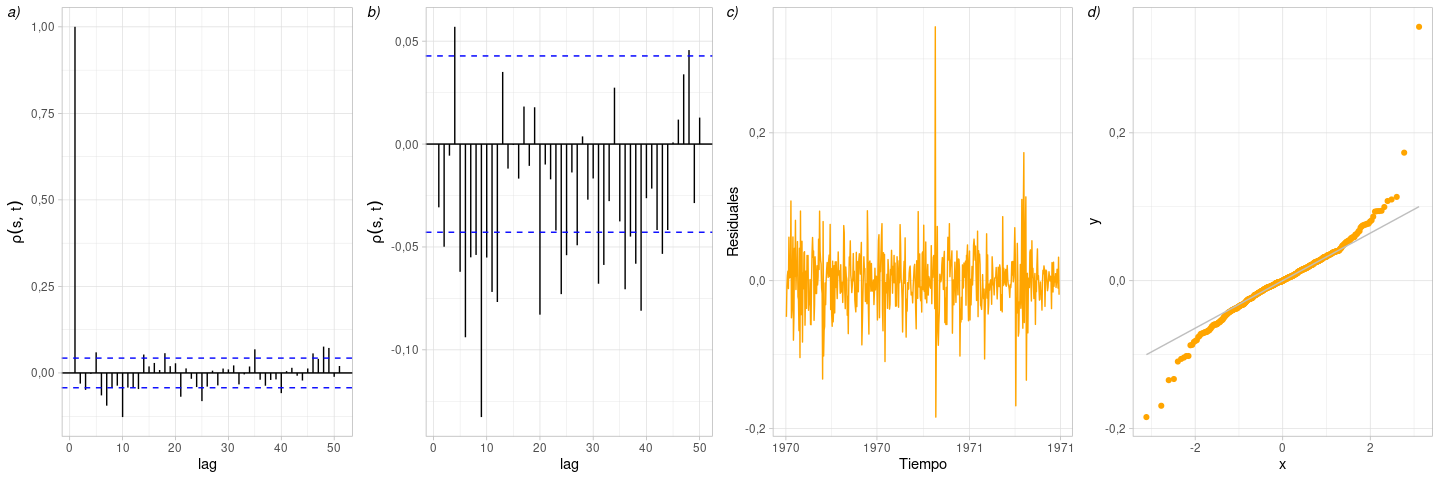 a)
1,00
0,75
0,50
0,25
0,00
ρ(s, t)
0 10 20 30 40 50
lag
b)
0,05
0,00
-0,05
-0,10
ρ(s, t)
0 10 20 30 40 50
lag
c)
0,2
0,0
-0,2
Residuales
1970 1970 1971 1971
Tiempo
d)
0,2
0,0
-0,2
y
-2 0 2
x